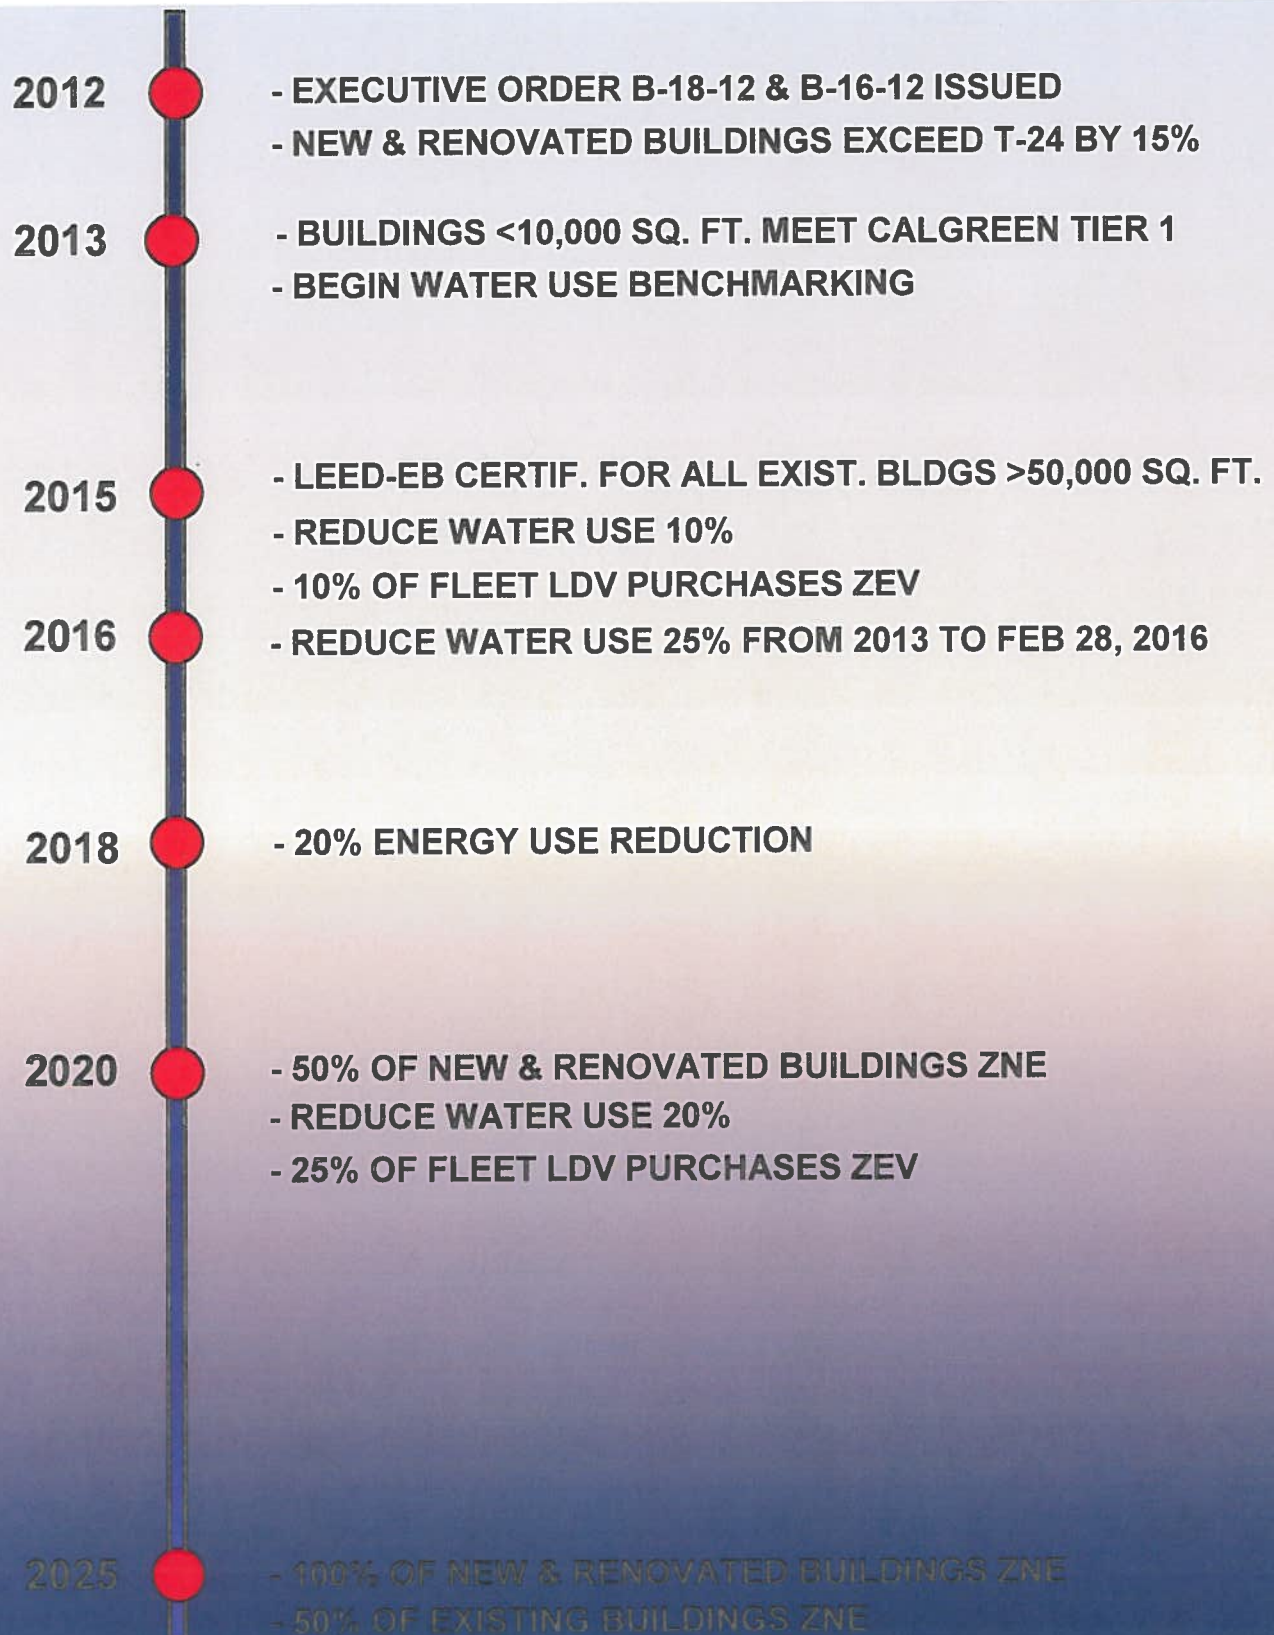 2012
- EXECUTIVE ORDER B-18-12 & B-16-12 ISSUED
- NEW & RENOVATED BUILDINGS EXCEED T-24 BY 15%
2013
- BUILDINGS <10,000 SQ. FT. MEET CALGREEN TIER 1
- BEGIN WATER USE BENCHMARKING
2015
- LEED-EB CERTIF. FOR ALL EXIST. BLDGS >50,000 SQ. FT.
- REDUCE WATER USE 10%
- 10% OF FLEET LDV PURCHASES ZEV
2016
- REDUCE WATER USE 25% FROM 2013 TO FEB 28, 2016
2018
- 20% ENERGY USE REDUCTION
2020
- 50% OF NEW & RENOVATED BUILDINGS ZNE
- REDUCE WATER USE 20%
- 25% OF FLEET LDV PURCHASES ZEV
2025
- 100% OF NEW & RENOVATED BUILDINGS ZNE
- 50% OF EXISTING BUILDINGS ZNE